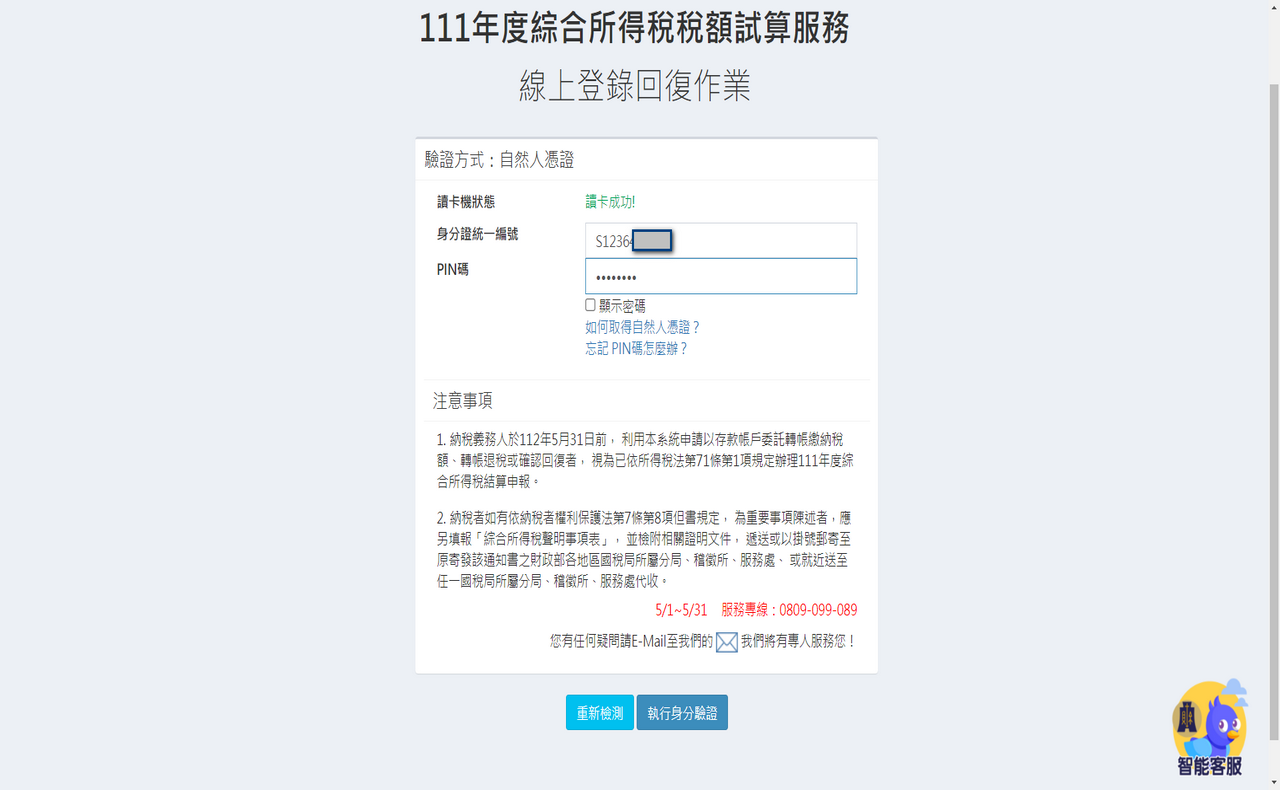 111年度綜合所得稅稅額試算服務
線上登錄回復作業
驗證方式：自然人憑證
讀卡機狀態 讀卡成功!
身分證統一編號 S12364
PIN碼 ••••••••
顯示密碼
如何取得自然人憑證？
忘記 PIN碼怎麼辦？
注意事項
1. 納稅義務人於112年5月31日前， 利用本系統申請以存款帳戶委託轉帳繳納稅
額、轉帳退稅或確認回復者， 視為已依所得稅法第71條第1項規定辦理111年度綜
合所得稅結算申報。
2. 納稅者如有依納稅者權利保護法第7條第8項但書規定， 為重要事項陳述者，應
另填報「綜合所得稅聲明事項表」， 並檢附相關證明文件， 遞送或以掛號郵寄至
原寄發該通知書之財政部各地區國稅局所屬分局、稽徵所、服務處、 或就近送至
任一國稅局所屬分局、稽徵所、服務處代收。
5/1~5/31 服務專線：0809-099-089
您有任何疑問請E-Mail至我們的 我們將有專人服務您！
重新檢測 執行身分驗證
智能客服